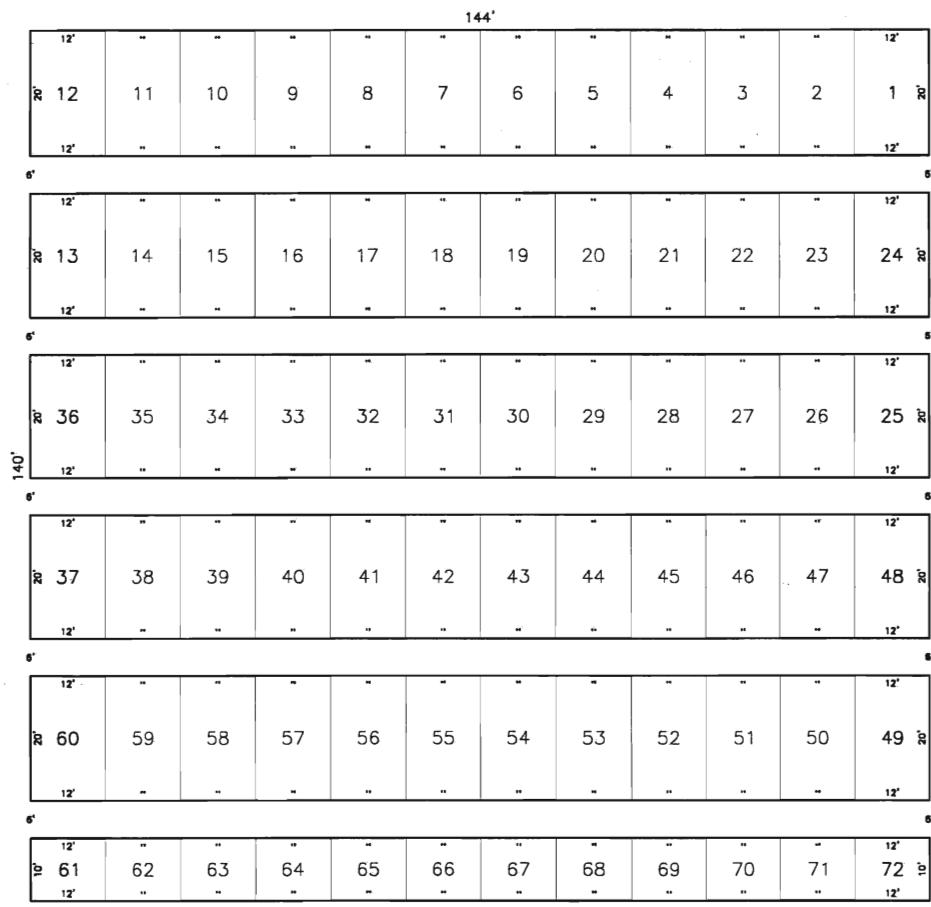 144'
12' " " " " " " " " " " 12'
20' 12 11 10 9 8 7 6 5 4 3 2 1 20'
12' " " " " " " " " " " 12'
6' 6
12' " " " " " " " " " " 12'
20' 13 14 15 16 17 18 19 20 21 22 23 24 20'
12' " " " " " " " " " " 12'
6' 6
12' " " " " " " " " " " 12'
20' 36 35 34 33 32 31 30 29 28 27 26 25 20'
140'
12' " " " " " " " " " " 12'
6' 6
12' " " " " " " " " " " 12'
20' 37 38 39 40 41 42 43 44 45 46 47 48 20'
12' " " " " " " " " " " 12'
6' 6
12' " " " " " " " " " " 12'
20' 60 59 58 57 56 55 54 53 52 51 50 49 20'
12' " " " " " " " " " " 12'
6' 6
12' " " " " " " " " " " 12'
10' 61 62 63 64 65 66 67 68 69 70 71 72 10'
12' " " " " " " " " " " 12'